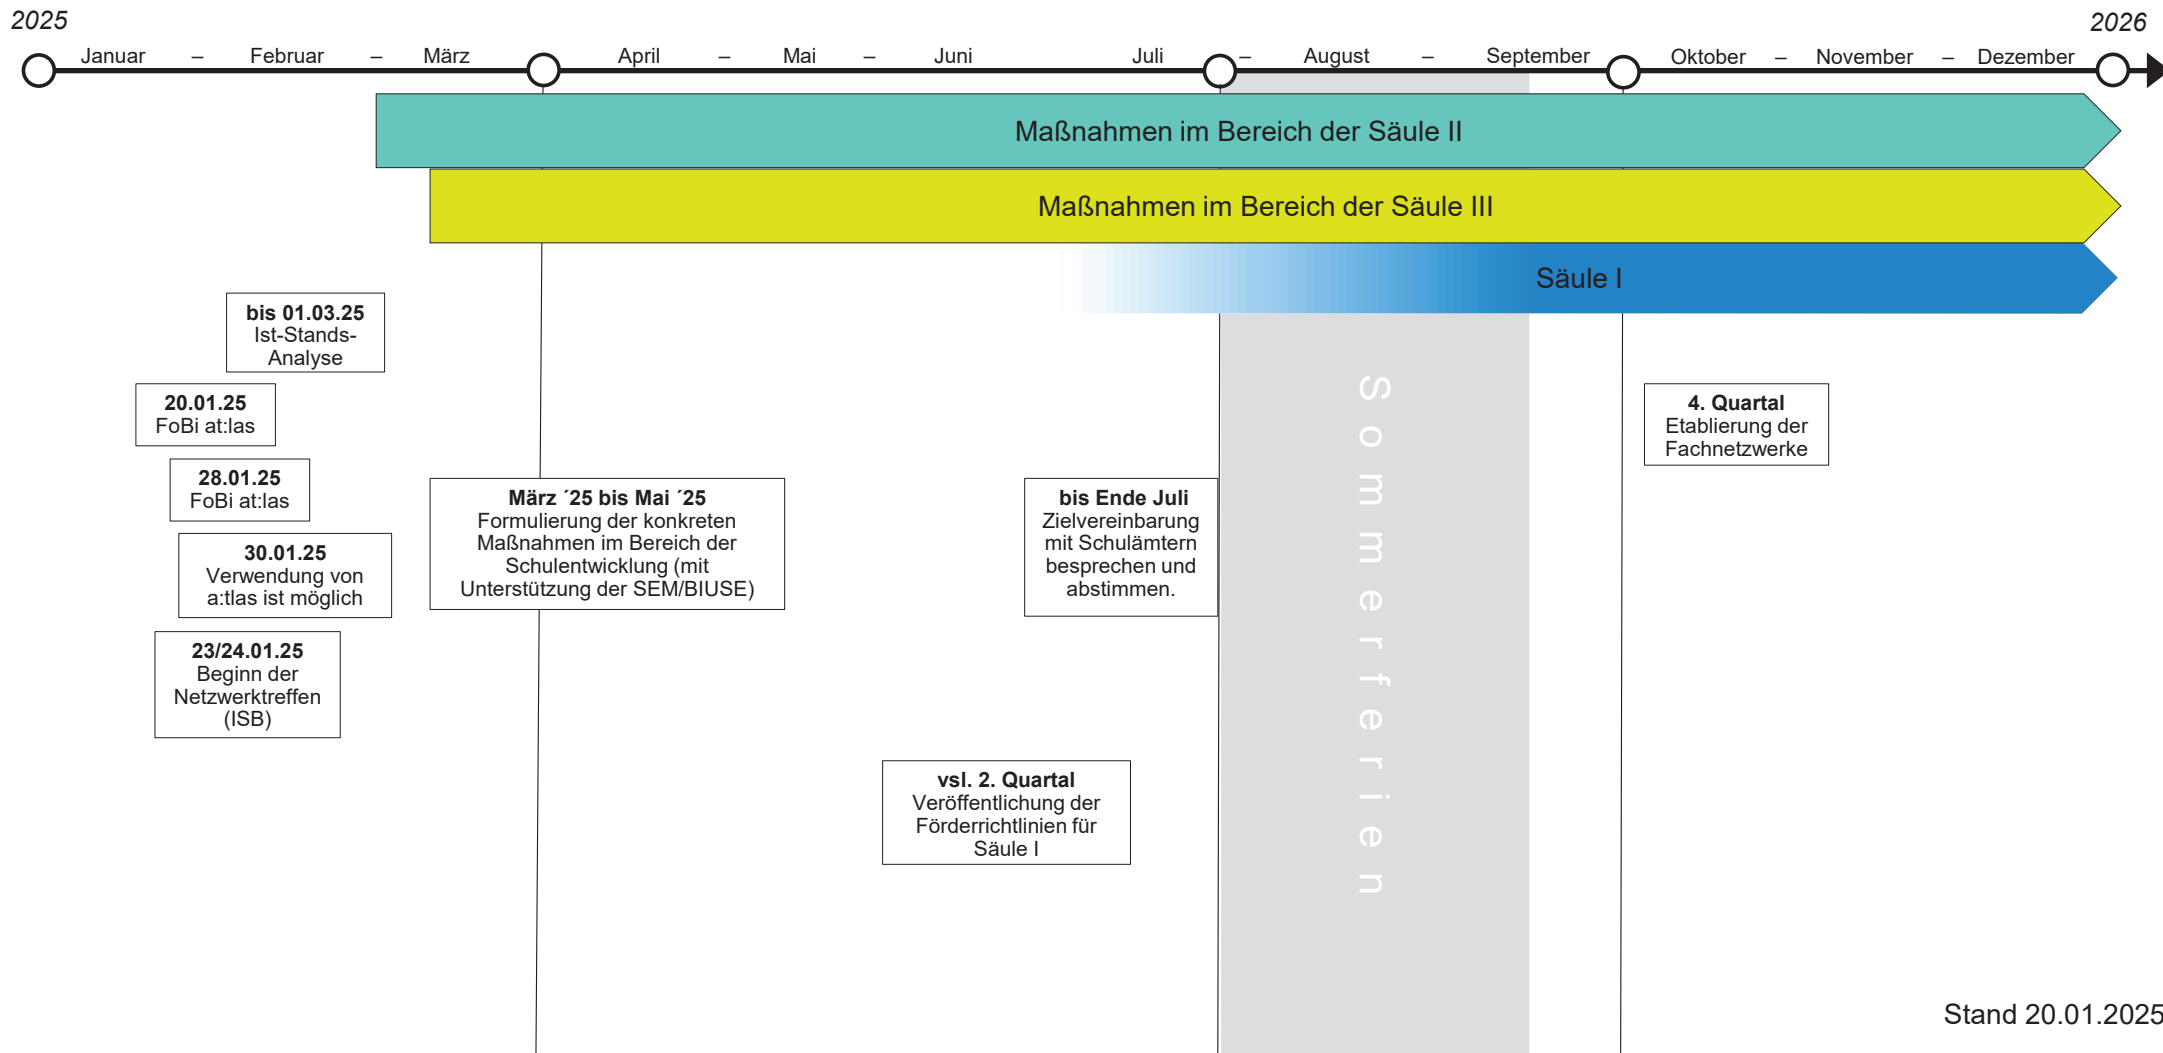 2025
2026
Januar – Februar – März April – Mai – Juni Juli – August – September Oktober – November – Dezember
Maßnahmen im Bereich der Säule II
Maßnahmen im Bereich der Säule III
Säule I
bis 01.03.25
Ist-Stands-
Analyse
20.01.25
FoBi at:las
28.01.25
FoBi at:las
30.01.25
Verwendung von
a:tlas ist möglich
23/24.01.25
Beginn der
Netzwerktreffen
(ISB)
März ´25 bis Mai ´25
Formulierung der konkreten
Maßnahmen im Bereich der
Schulentwicklung (mit
Unterstützung der SEM/BIUSE)
vsl. 2. Quartal
Veröffentlichung der
Förderrichtlinien für
Säule I
bis Ende Juli
Zielvereinbarung
mit Schulämtern
besprechen und
abstimmen.
Sommerferien
4. Quartal
Etablierung der
Fachnetzwerke
Stand 20.01.2025